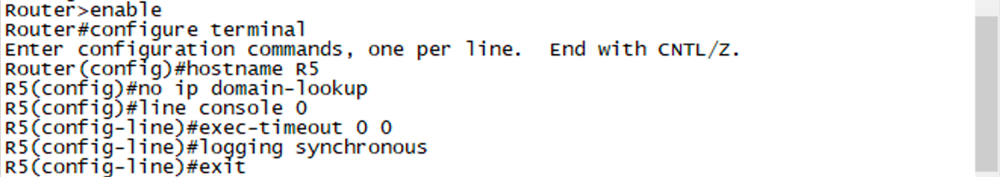 Router>enable
Router#configure terminal
Enter configuration commands, one per line.  End with CNTL/Z.
Router(config)#hostname R5
R5(config)#no ip domain-lookup
R5(config)#line console 0
R5(config-line)#exec-timeout 0 0
R5(config-line)#logging synchronous
R5(config-line)#exit